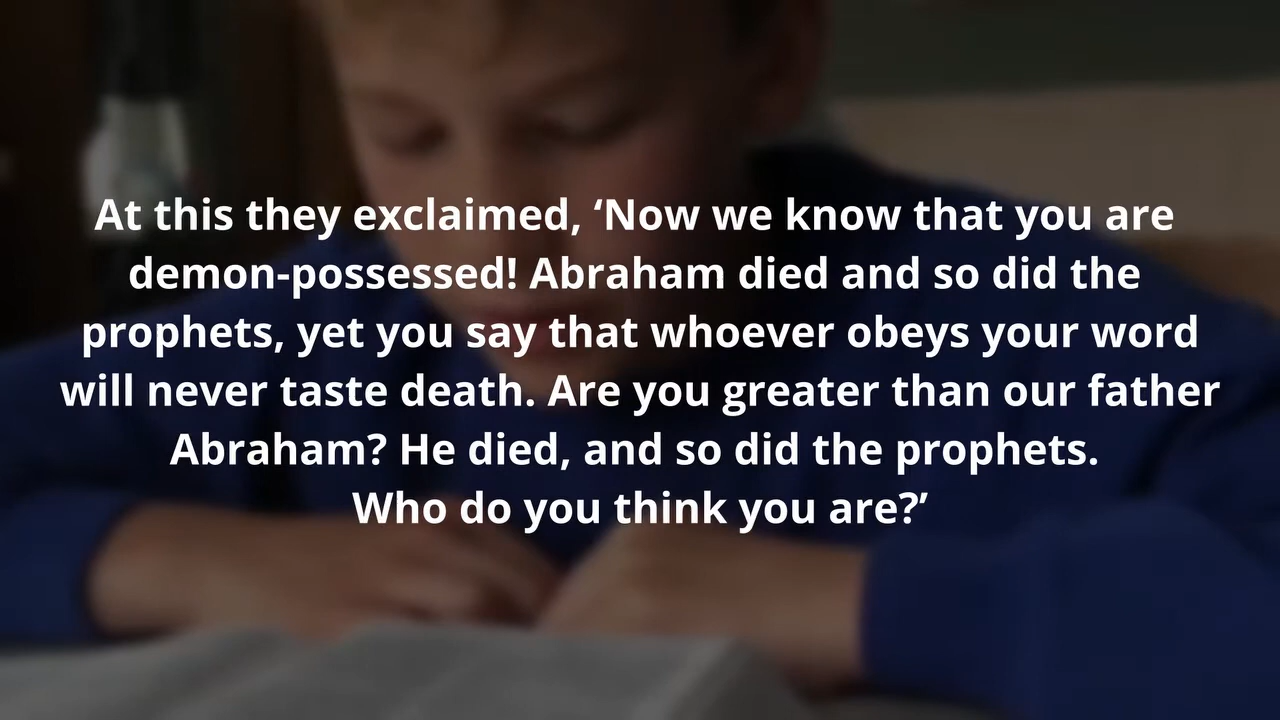 At this they exclaimed, ‘Now we know that you are
demon-possessed! Abraham died and so did the
prophets, yet you say that whoever obeys your word
will never taste death. Are you greater than our father
Abraham? He died, and so did the prophets.
Who do you think you are?’